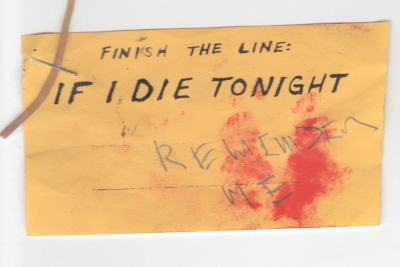 FINISH THE LINE:
IF I DIE TONIGHT
REMEMBER
ME